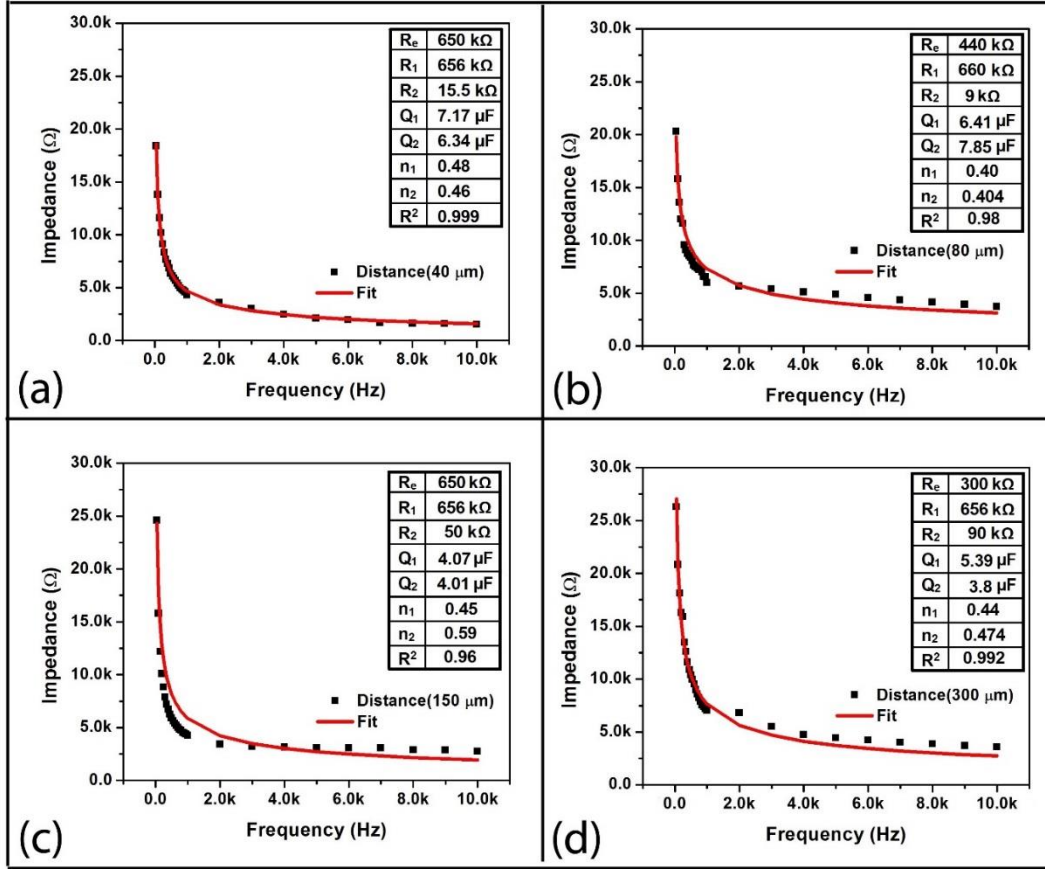 30.0k
25.0k
20.0k
15.0k
10.0k
5.0k
0.0
Impedance (Ω)
Re 650 kΩ
R1 656 kΩ
R2 15.5 kΩ
Q1 7.17 µF
Q2 6.34 µF
n1 0.48
n2 0.46
R² 0.999
Distance(40 µm)
Fit
0.0 2.0k 4.0k 6.0k 8.0k 10.0k
Frequency (Hz)
(a)
30.0k
25.0k
20.0k
15.0k
10.0k
5.0k
0.0
Impedance (Ω)
Re 440 kΩ
R1 660 kΩ
R2 9 kΩ
Q1 6.41 µF
Q2 7.85 µF
n1 0.40
n2 0.404
R² 0.98
Distance(80 µm)
Fit
0.0 2.0k 4.0k 6.0k 8.0k 10.0k
Frequency (Hz)
(b)
30.0k
25.0k
20.0k
15.0k
10.0k
5.0k
0.0
Impedance (Ω)
Re 650 kΩ
R1 656 kΩ
R2 50 kΩ
Q1 4.07 µF
Q2 4.01 µF
n1 0.45
n2 0.59
R² 0.96
Distance(150 µm)
Fit
0.0 2.0k 4.0k 6.0k 8.0k 10.0k
Frequency (Hz)
(c)
30.0k
25.0k
20.0k
15.0k
10.0k
5.0k
0.0
Impedance (Ω)
Re 300 kΩ
R1 656 kΩ
R2 90 kΩ
Q1 5.39 µF
Q2 3.8 µF
n1 0.44
n2 0.474
R² 0.992
Distance(300 µm)
Fit
0.0 2.0k 4.0k 6.0k 8.0k 10.0k
Frequency (Hz)
(d)